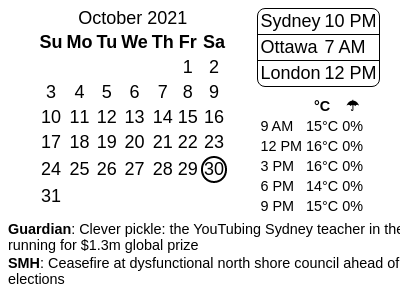 October 2021
Su Mo Tu We Th Fr Sa
1 2
3 4 5 6 7 8 9
10 11 12 13 14 15 16
17 18 19 20 21 22 23
24 25 26 27 28 29 30
31
Sydney 10 PM
Ottawa 7 AM
London 12 PM
°C ☂
9 AM 15°C 0%
12 PM 16°C 0%
3 PM 16°C 0%
6 PM 14°C 0%
9 PM 15°C 0%
Guardian: Clever pickle: the YouTubing Sydney teacher in the
running for $1.3m global prize
SMH: Ceasefire at dysfunctional north shore council ahead of
elections